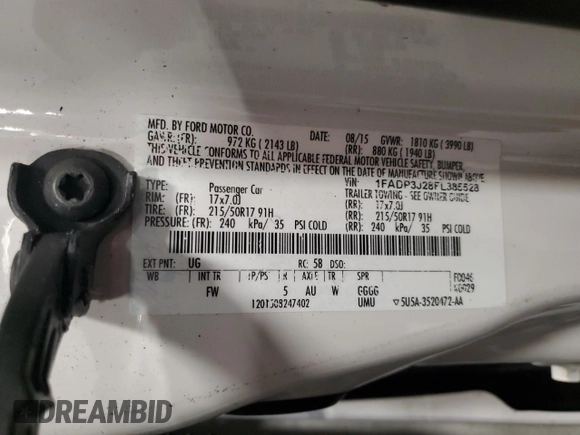 MFD. BY FORD MOTOR CO.
DATE: 08/15 GVWR: 1810 KG ( 3990 LB)
GAWR:(FR): 972 KG ( 2143 LB) (RR): 880 KG (1940 LB)
THIS VEHICLE CONFORMS TO ALL APPLICABLE FEDERAL MOTOR VEHICLE SAFETY, BUMPER,
AND THEFT PREVENTION STANDARDS IN EFFECT ON THE DATE OF MANUFACTURE SHOWN ABOVE
VIN: 1FADP3J28FL385528
TYPE: Passenger Car TRAILER TOWING- SEE OWNER GUIDE
RIM: (FR): 17x7.0J (RR): 17x7.0J
TIRE: (FR): 215/50R17 91H (RR): 215/50R17 91H
PRESSURE: (FR): 240 kPa/ 35 PSI COLD (RR): 240 kPa/ 35 PSI COLD
EXT PNT: UG RC: 58 DSO:
WB INT TR TP/PS R AXLE TR SPR
FW 5 AU W GGGG
1201508247402 UMU 5USA-3520472-AA
DREAMBID